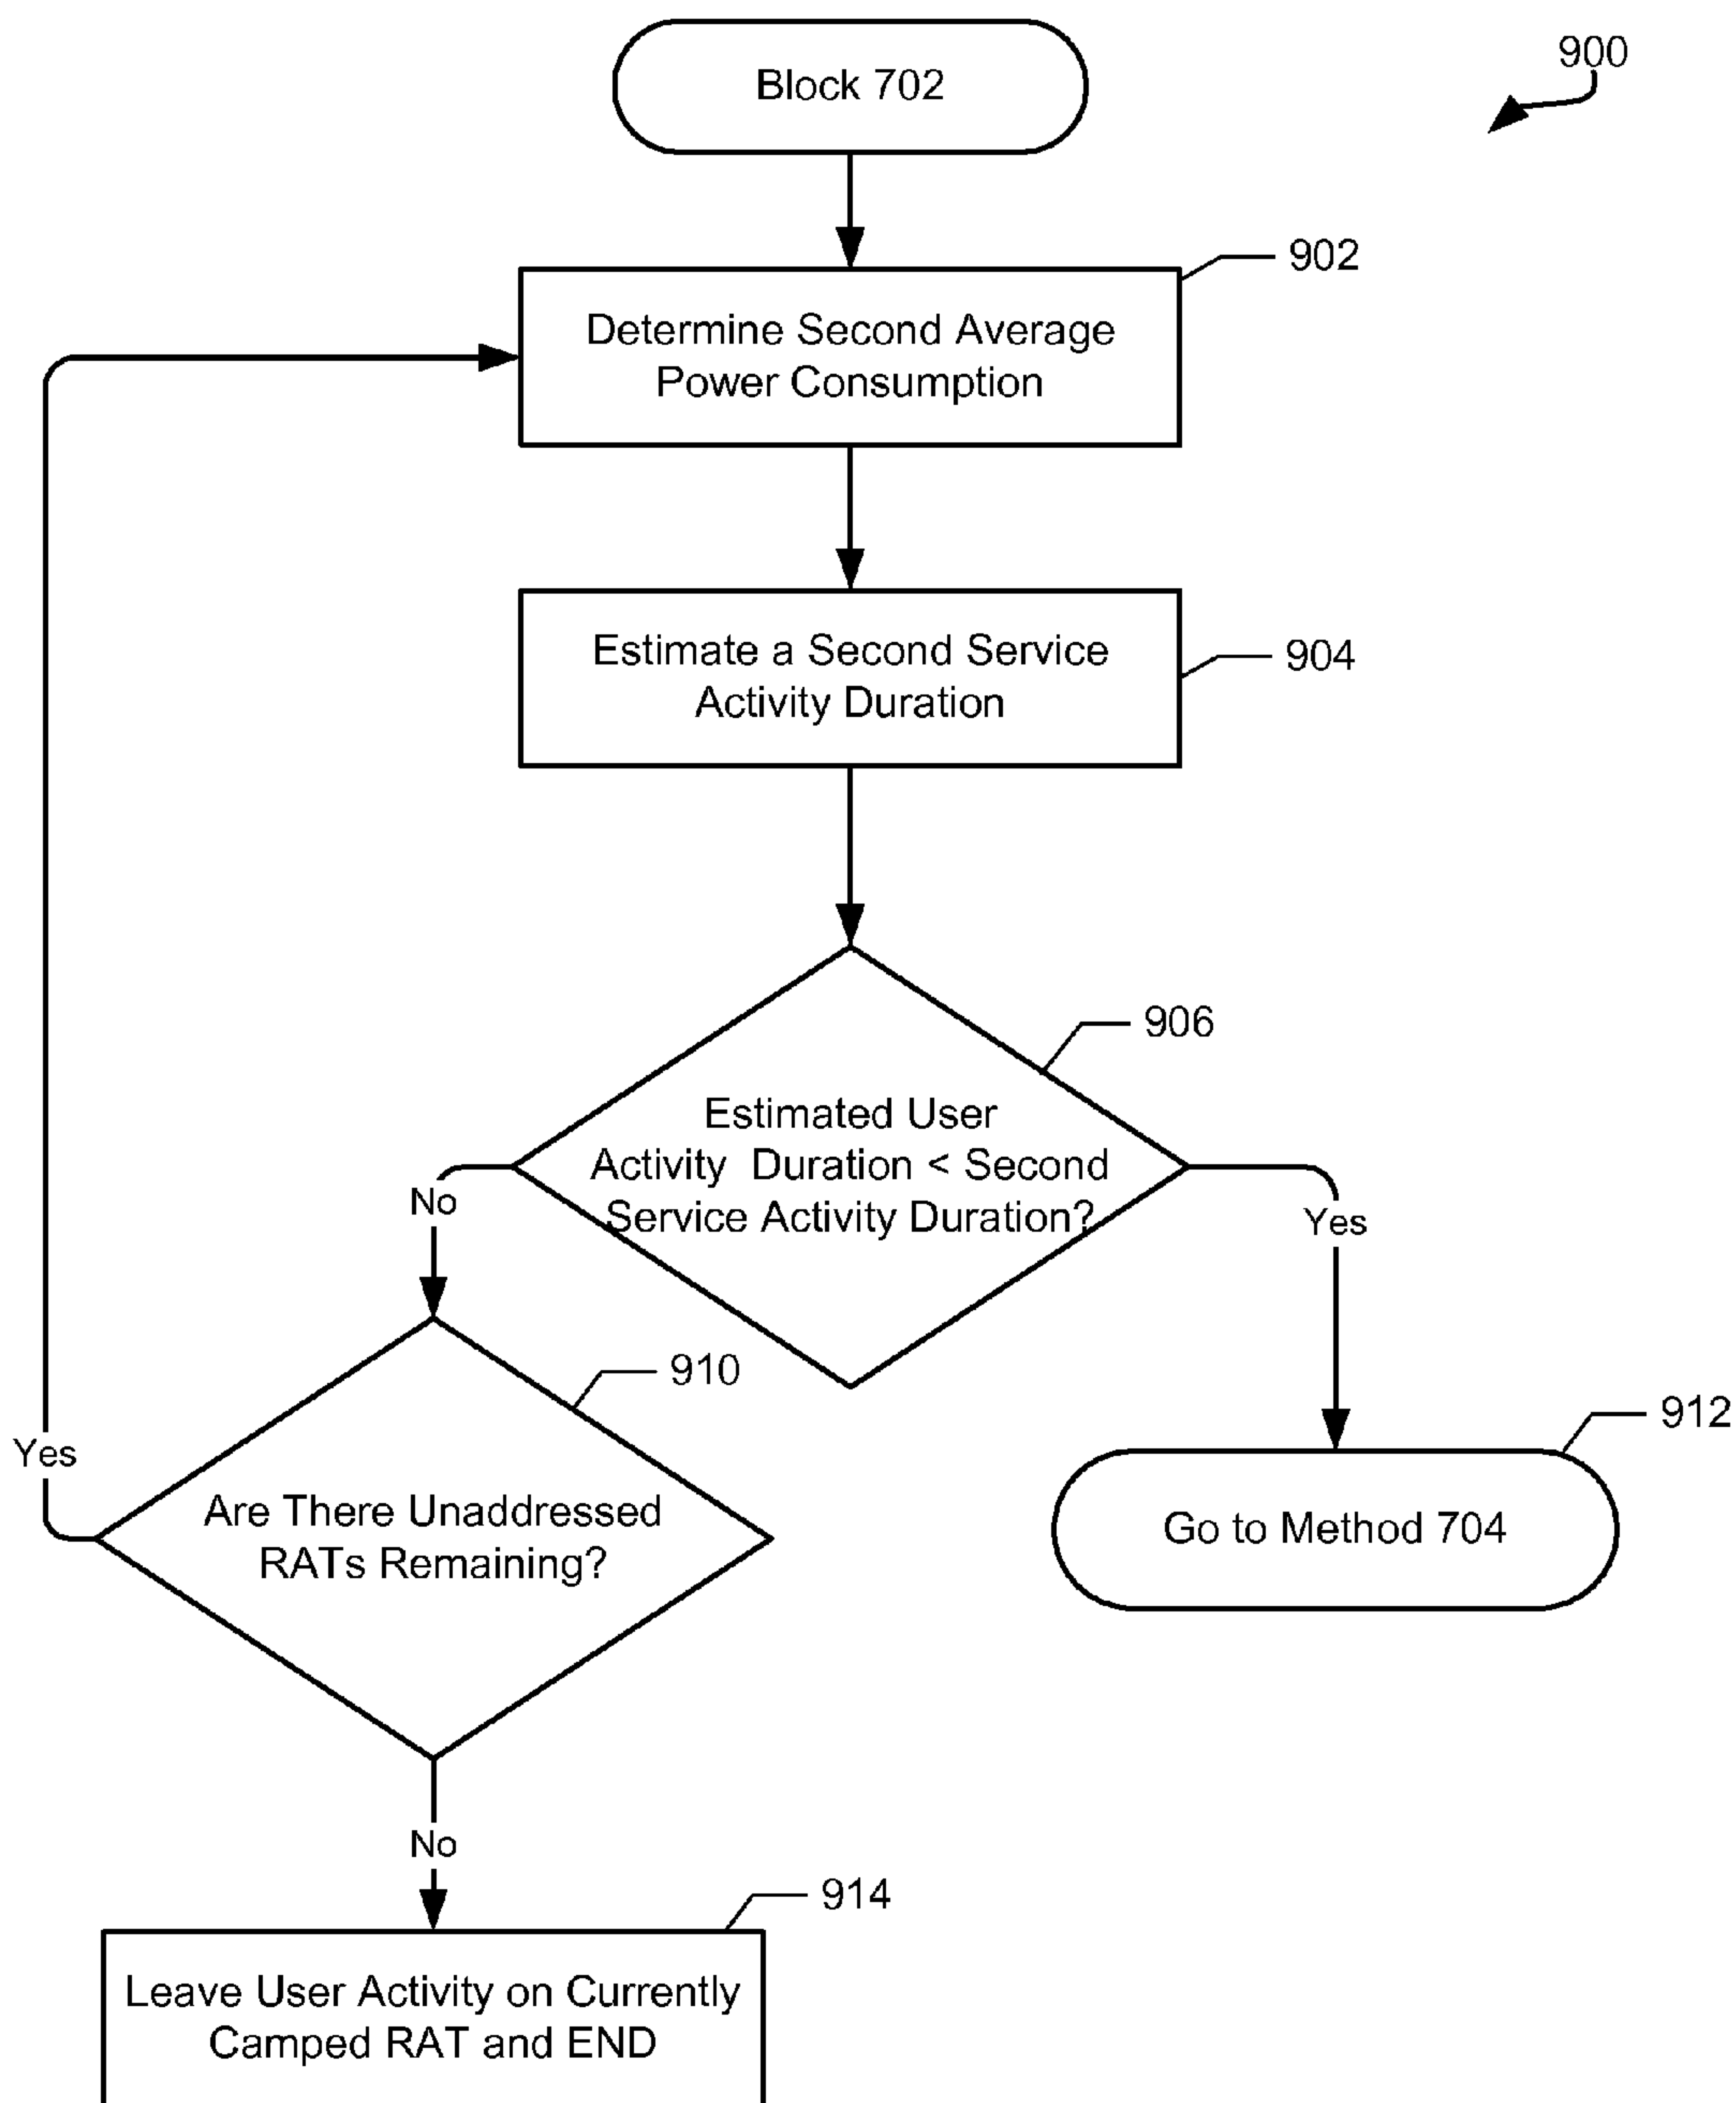 Block 702
900
902
Determine Second Average
Power Consumption
Estimate a Second Service
Activity Duration
904
906
Estimated User
Activity Duration < Second
Service Activity Duration?
No
Yes
910
912
Yes
Are There Unaddressed
RATs Remaining?
Go to Method 704
No
914
Leave User Activity on Currently
Camped RAT and END